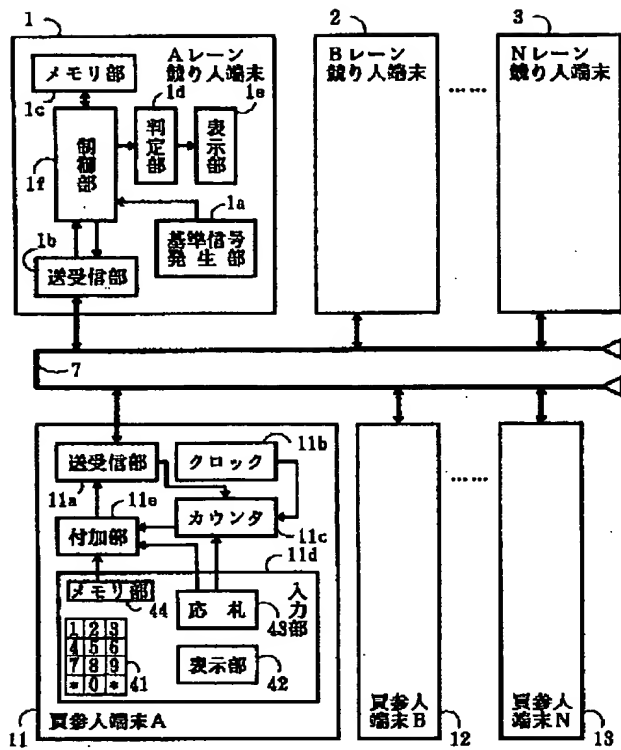 1
2
3
Aレーン
競り人端末
メモリ部
1c
1d
1e
制御部
1f
判定部
表示部
1a
基準信号
発生部
1b
送受信部
Bレーン
競り人端末
……
Nレーン
競り人端末
7
送受信部
11a
クロック
11b
11e
付加部
カウンタ
11c
11d
入力部
メモリ部
44
応札
43
1 2 3
4 5 6
7 8 9
* 0 *
41
表示部
42
11
買参人端末A
買参人
端末B
12
……
買参人
端末N
13